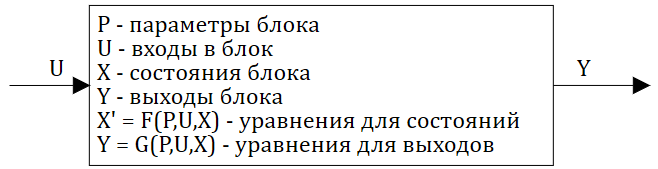 P - параметры блока
U - входы в блок
X - состояния блока
Y - выходы блока
X' = F(P,U,X) - уравнения для состояний
Y = G(P,U,X) - уравнения для выходов
U
Y